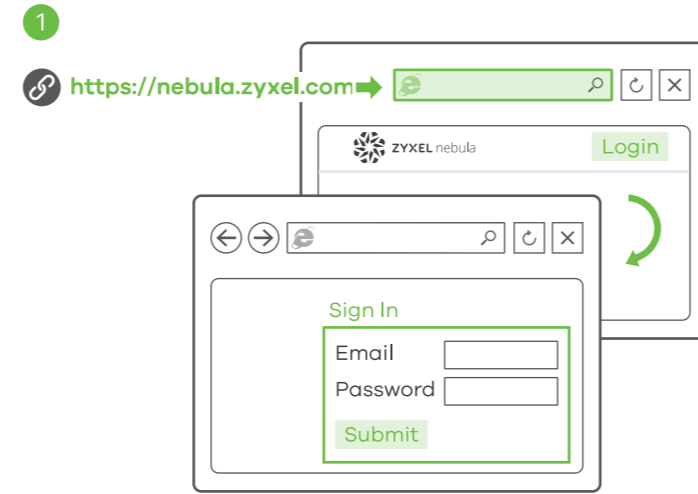 1
https://nebula.zyxel.com
ZYXEL nebula
Login
Sign In
Email
Password
Submit